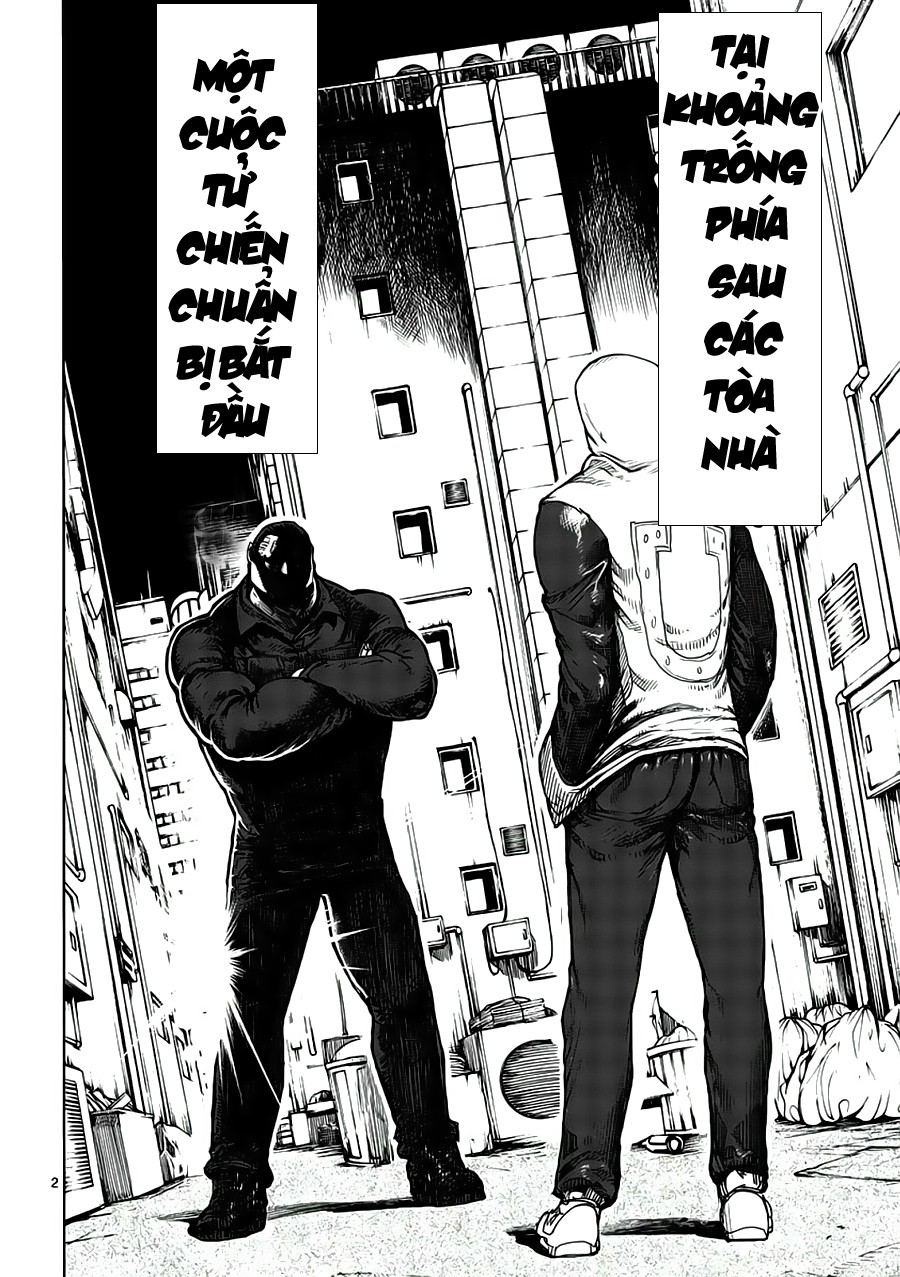 TẠI
KHOẢNG
TRỐNG
PHÍA
SAU
CÁC
TÒA
NHÀ
MỘT
CUỘC
TỬ
CHIẾN
CHUẨN
BỊ BẮT
ĐẦU
2